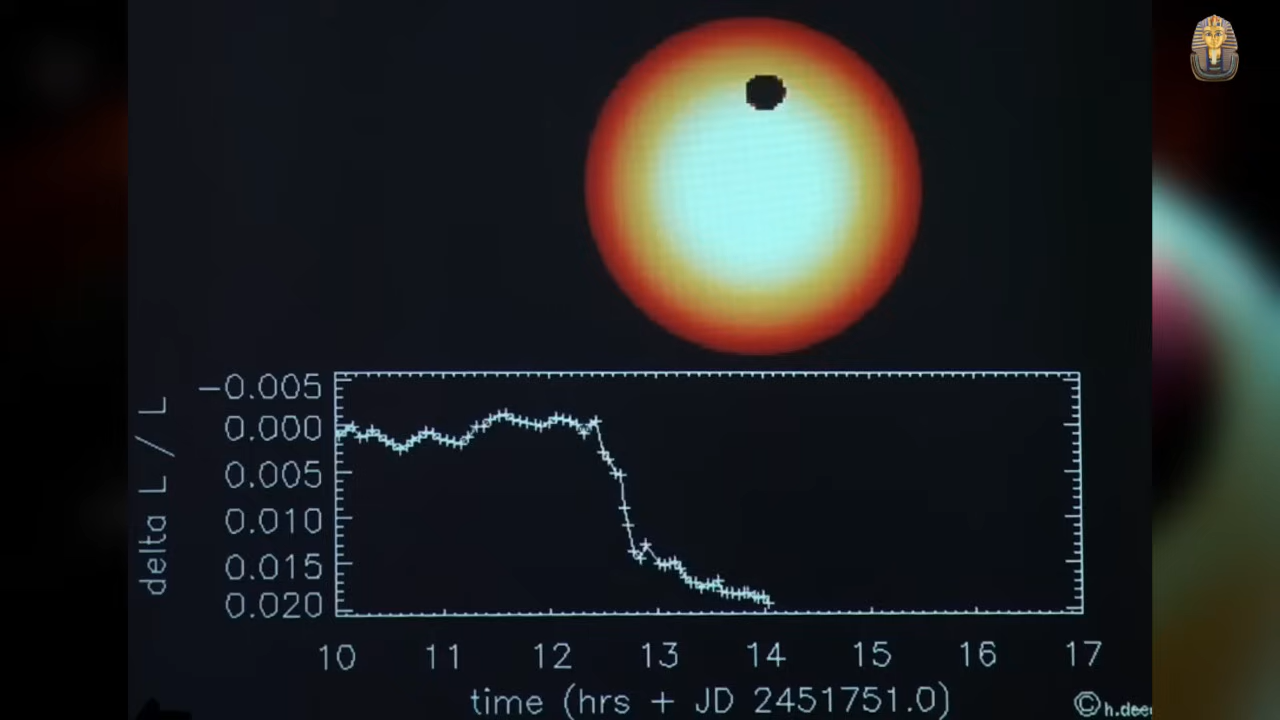 -0.005
0.000
0.005
0.010
0.015
0.020
delta L / L
10 11 12 13 14 15 16 17
time (hrs + JD 2451751.0)
© h.dee